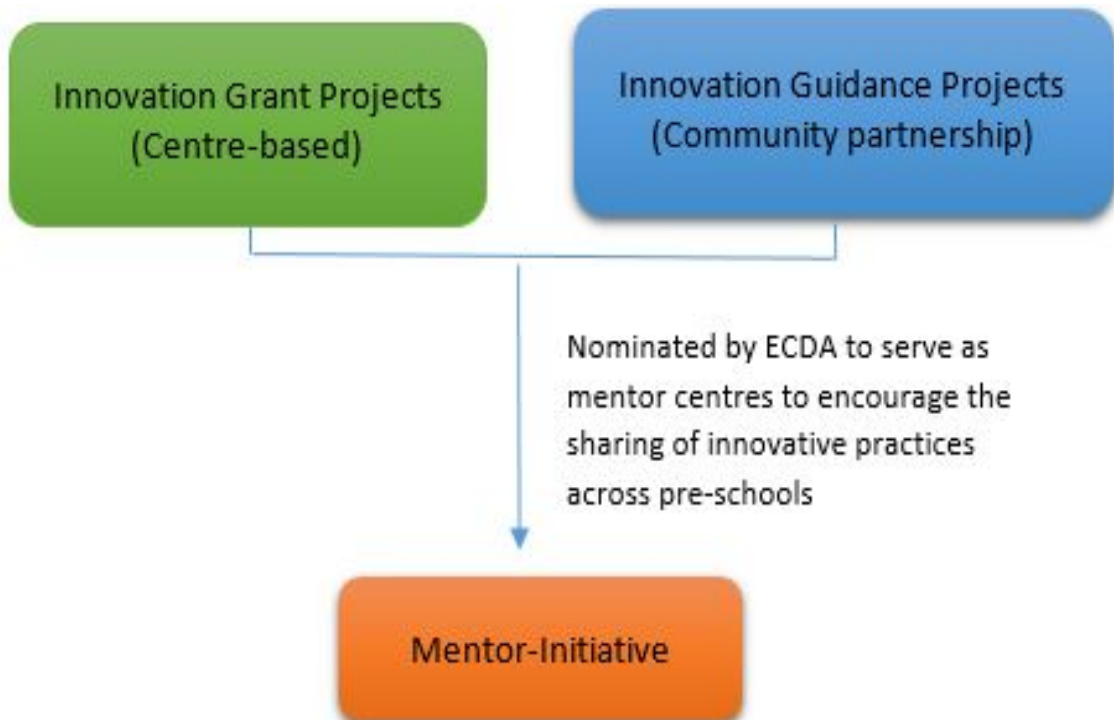 Innovation Grant Projects
(Centre-based)
Innovation Guidance Projects
(Community partnership)
Nominated by ECDA to serve as
mentor centres to encourage the
sharing of innovative practices
across pre-schools
Mentor-Initiative